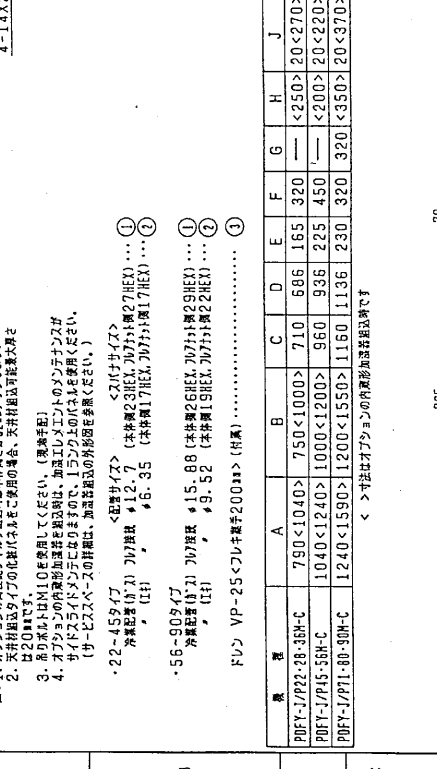 4-14X2
2. 天井材組込タイプの化粧パネルをご使用の場合、天井材組込可能最大厚さ
は20mmです。
3. 吊りボルトはM10を使用してください。(現地手配)
4. オプションの内蔵形加湿器を組込時は、加湿エレメントのメンテナンスが
サイドスライドメンテになりますので、1ランク上のパネルを使用ください。
(サービススペースの詳細は、加湿器組込の外形図を参照ください。)
・22~45タイプ <配管サイズ> <スパナサイズ>
冷媒配管(ガス) フレア接続 φ12.7 (本体側23HEX,フレアナット側27HEX)…①
〃 (エキ) 〃 φ6.35 (本体側17HEX,フレアナット側17HEX)…②
・56~90タイプ
冷媒配管(ガス) フレア接続 φ15.88 (本体側26HEX,フレアナット側29HEX)…①
〃 (エキ) 〃 φ9.52 (本体側19HEX,フレアナット側22HEX)…②
ドレン VP-25<フレキ継手200mm> (付属)……………………③
機種 A B C D E F G H J
PDFY-J/P22·28·36M-C 790<1040> 750<1000> 710 686 165 320 — <250> 20<270>
PDFY-J/P45·56M-C 1040<1240> 1000<1200> 960 936 225 450 — <200> 20<220>
PDFY-J/P71·80·90M-C 1240<1590> 1200<1550> 1160 1136 230 320 320 <350> 20<370>
< >寸法はオプションの内蔵形加湿器組込時です